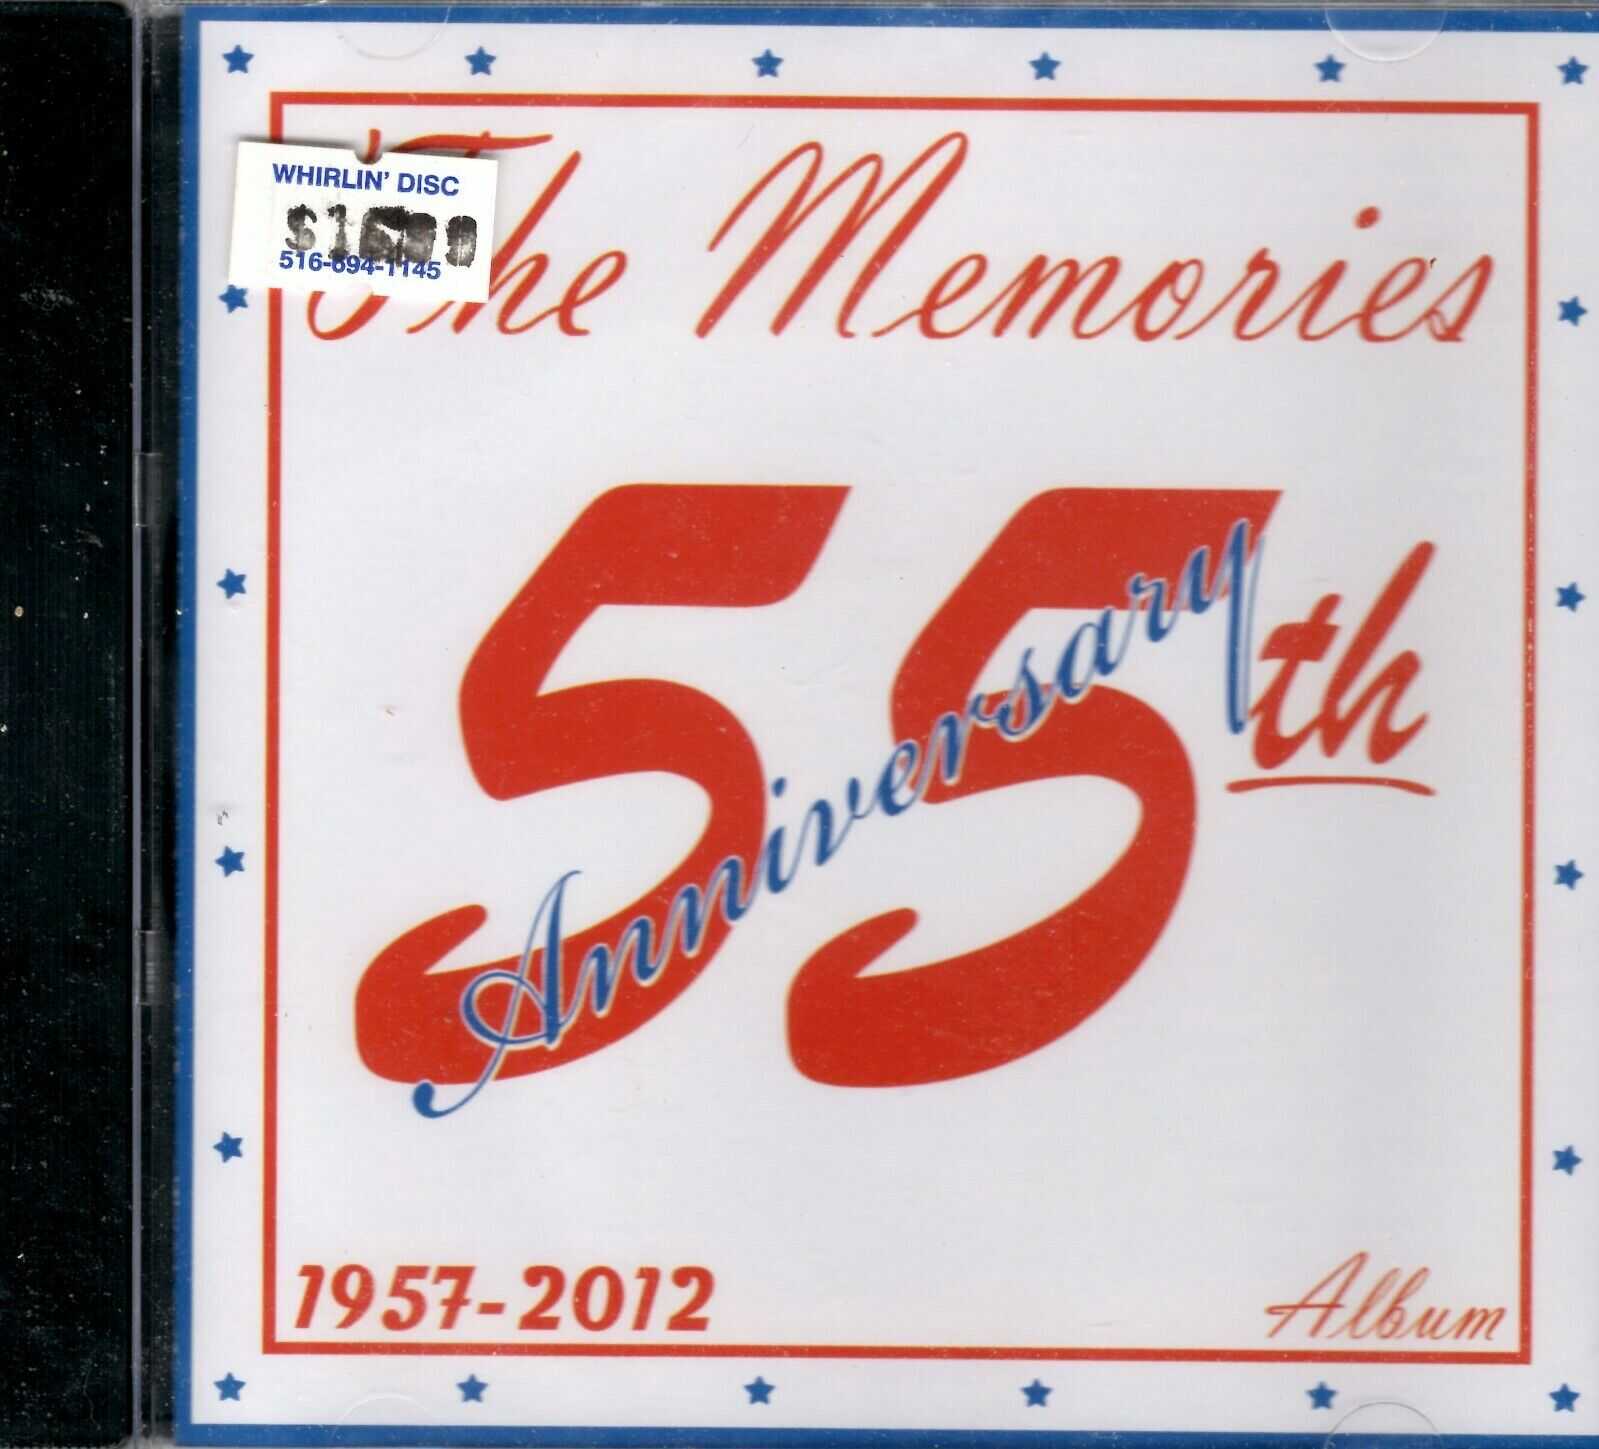 WHIRLIN' DISC
516-694-1145
The Memories
55th
Anniversary
1957-2012
Album